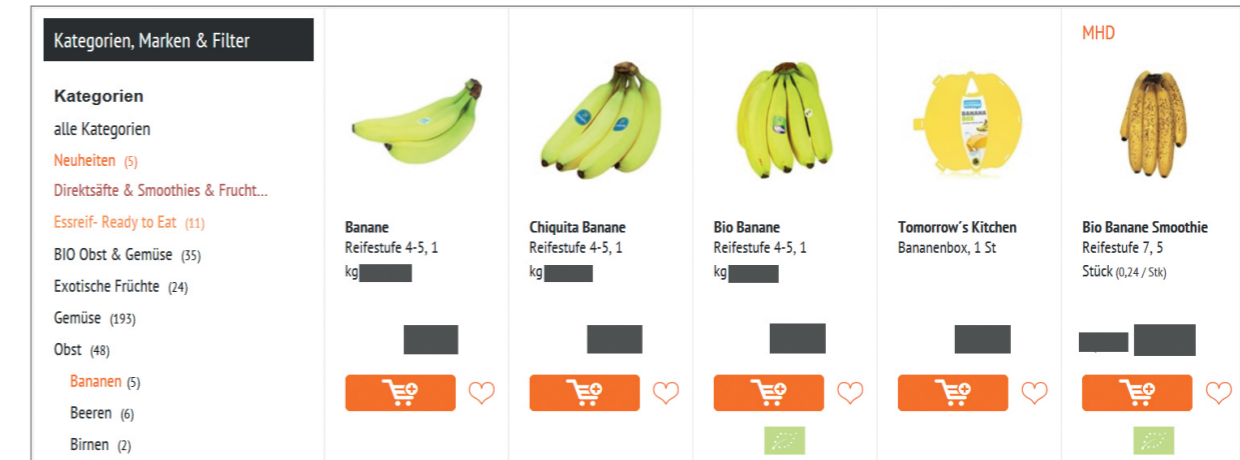 Kategorien, Marken & Filter
Kategorien
alle Kategorien
Neuheiten (5)
Direktsäfte & Smoothies & Frucht...
Essreif- Ready to Eat (11)
BIO Obst & Gemüse (35)
Exotische Früchte (24)
Gemüse (193)
Obst (48)
Bananen (5)
Beeren (6)
Birnen (2)
Banane
Reifestufe 4-5, 1
kg
Chiquita Banane
Reifestufe 4-5, 1
kg
Bio Banane
Reifestufe 4-5, 1
kg
BANANA
BOX
Tomorrow´s Kitchen
Bananenbox, 1 St
MHD
Bio Banane Smoothie
Reifestufe 7, 5
Stück (0,24 / Stk)